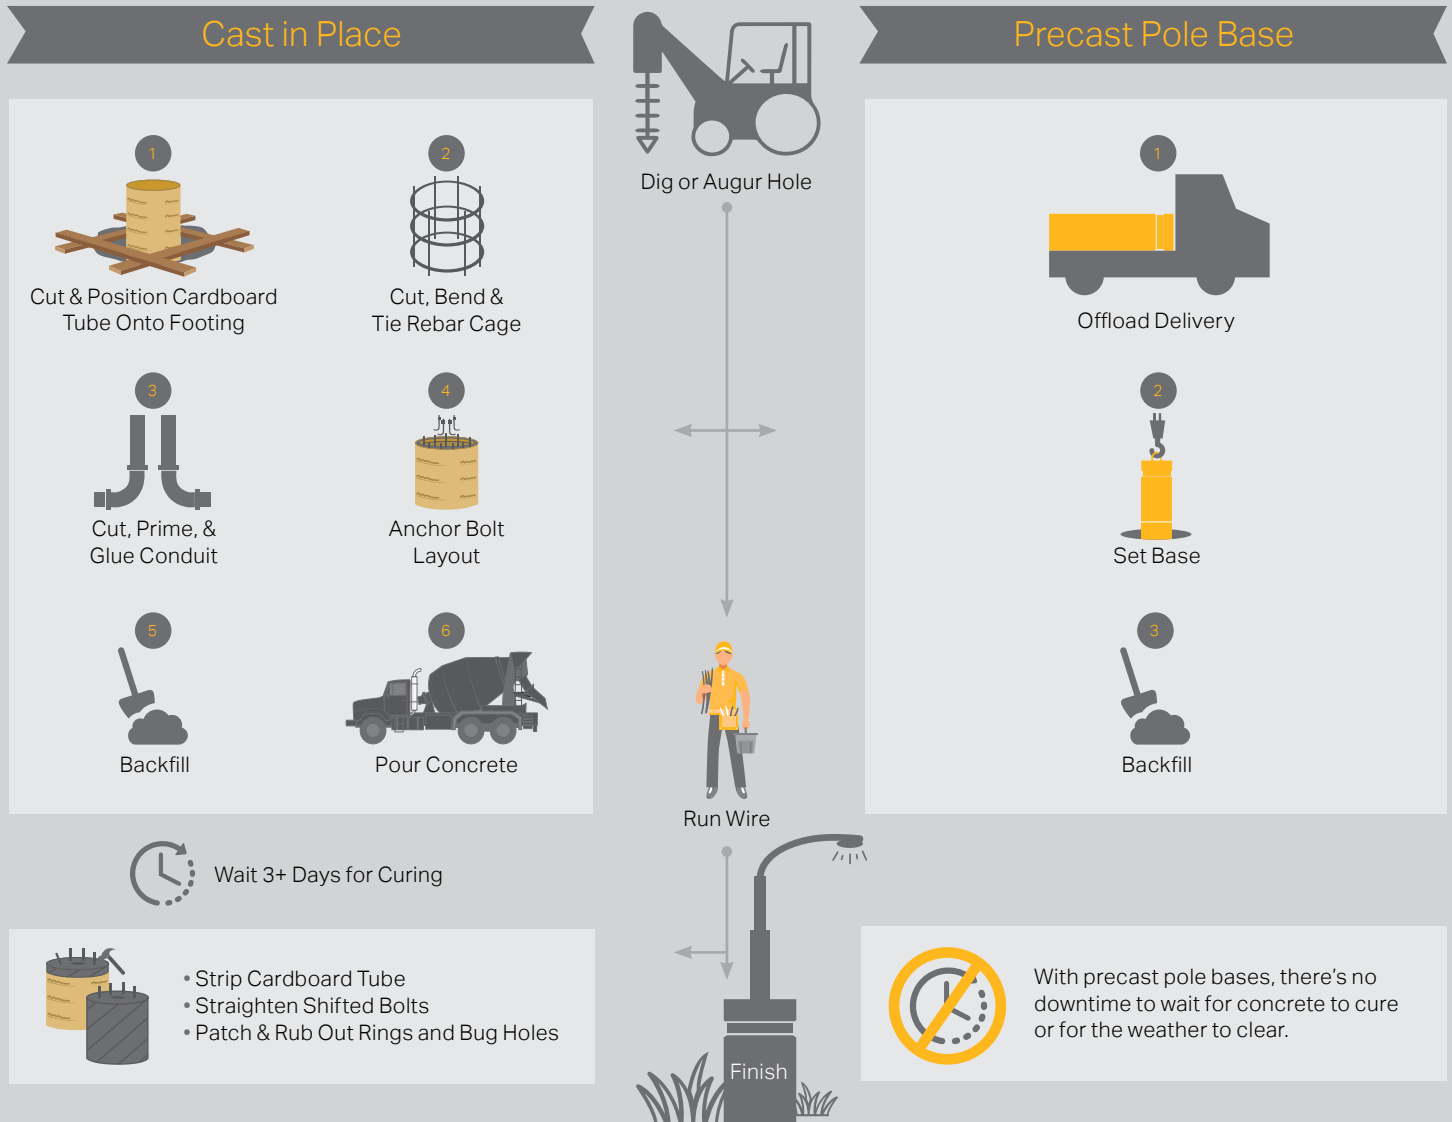 Cast in Place
1
Cut & Position Cardboard
Tube Onto Footing
2
Cut, Bend &
Tie Rebar Cage
3
Cut, Prime, &
Glue Conduit
4
Anchor Bolt
Layout
5
Backfill
6
Pour Concrete
Wait 3+ Days for Curing
• Strip Cardboard Tube
• Straighten Shifted Bolts
• Patch & Rub Out Rings and Bug Holes
Dig or Augur Hole
Run Wire
Finish
Precast Pole Base
1
Offload Delivery
2
Set Base
3
Backfill
With precast pole bases, there’s no
downtime to wait for concrete to cure
or for the weather to clear.